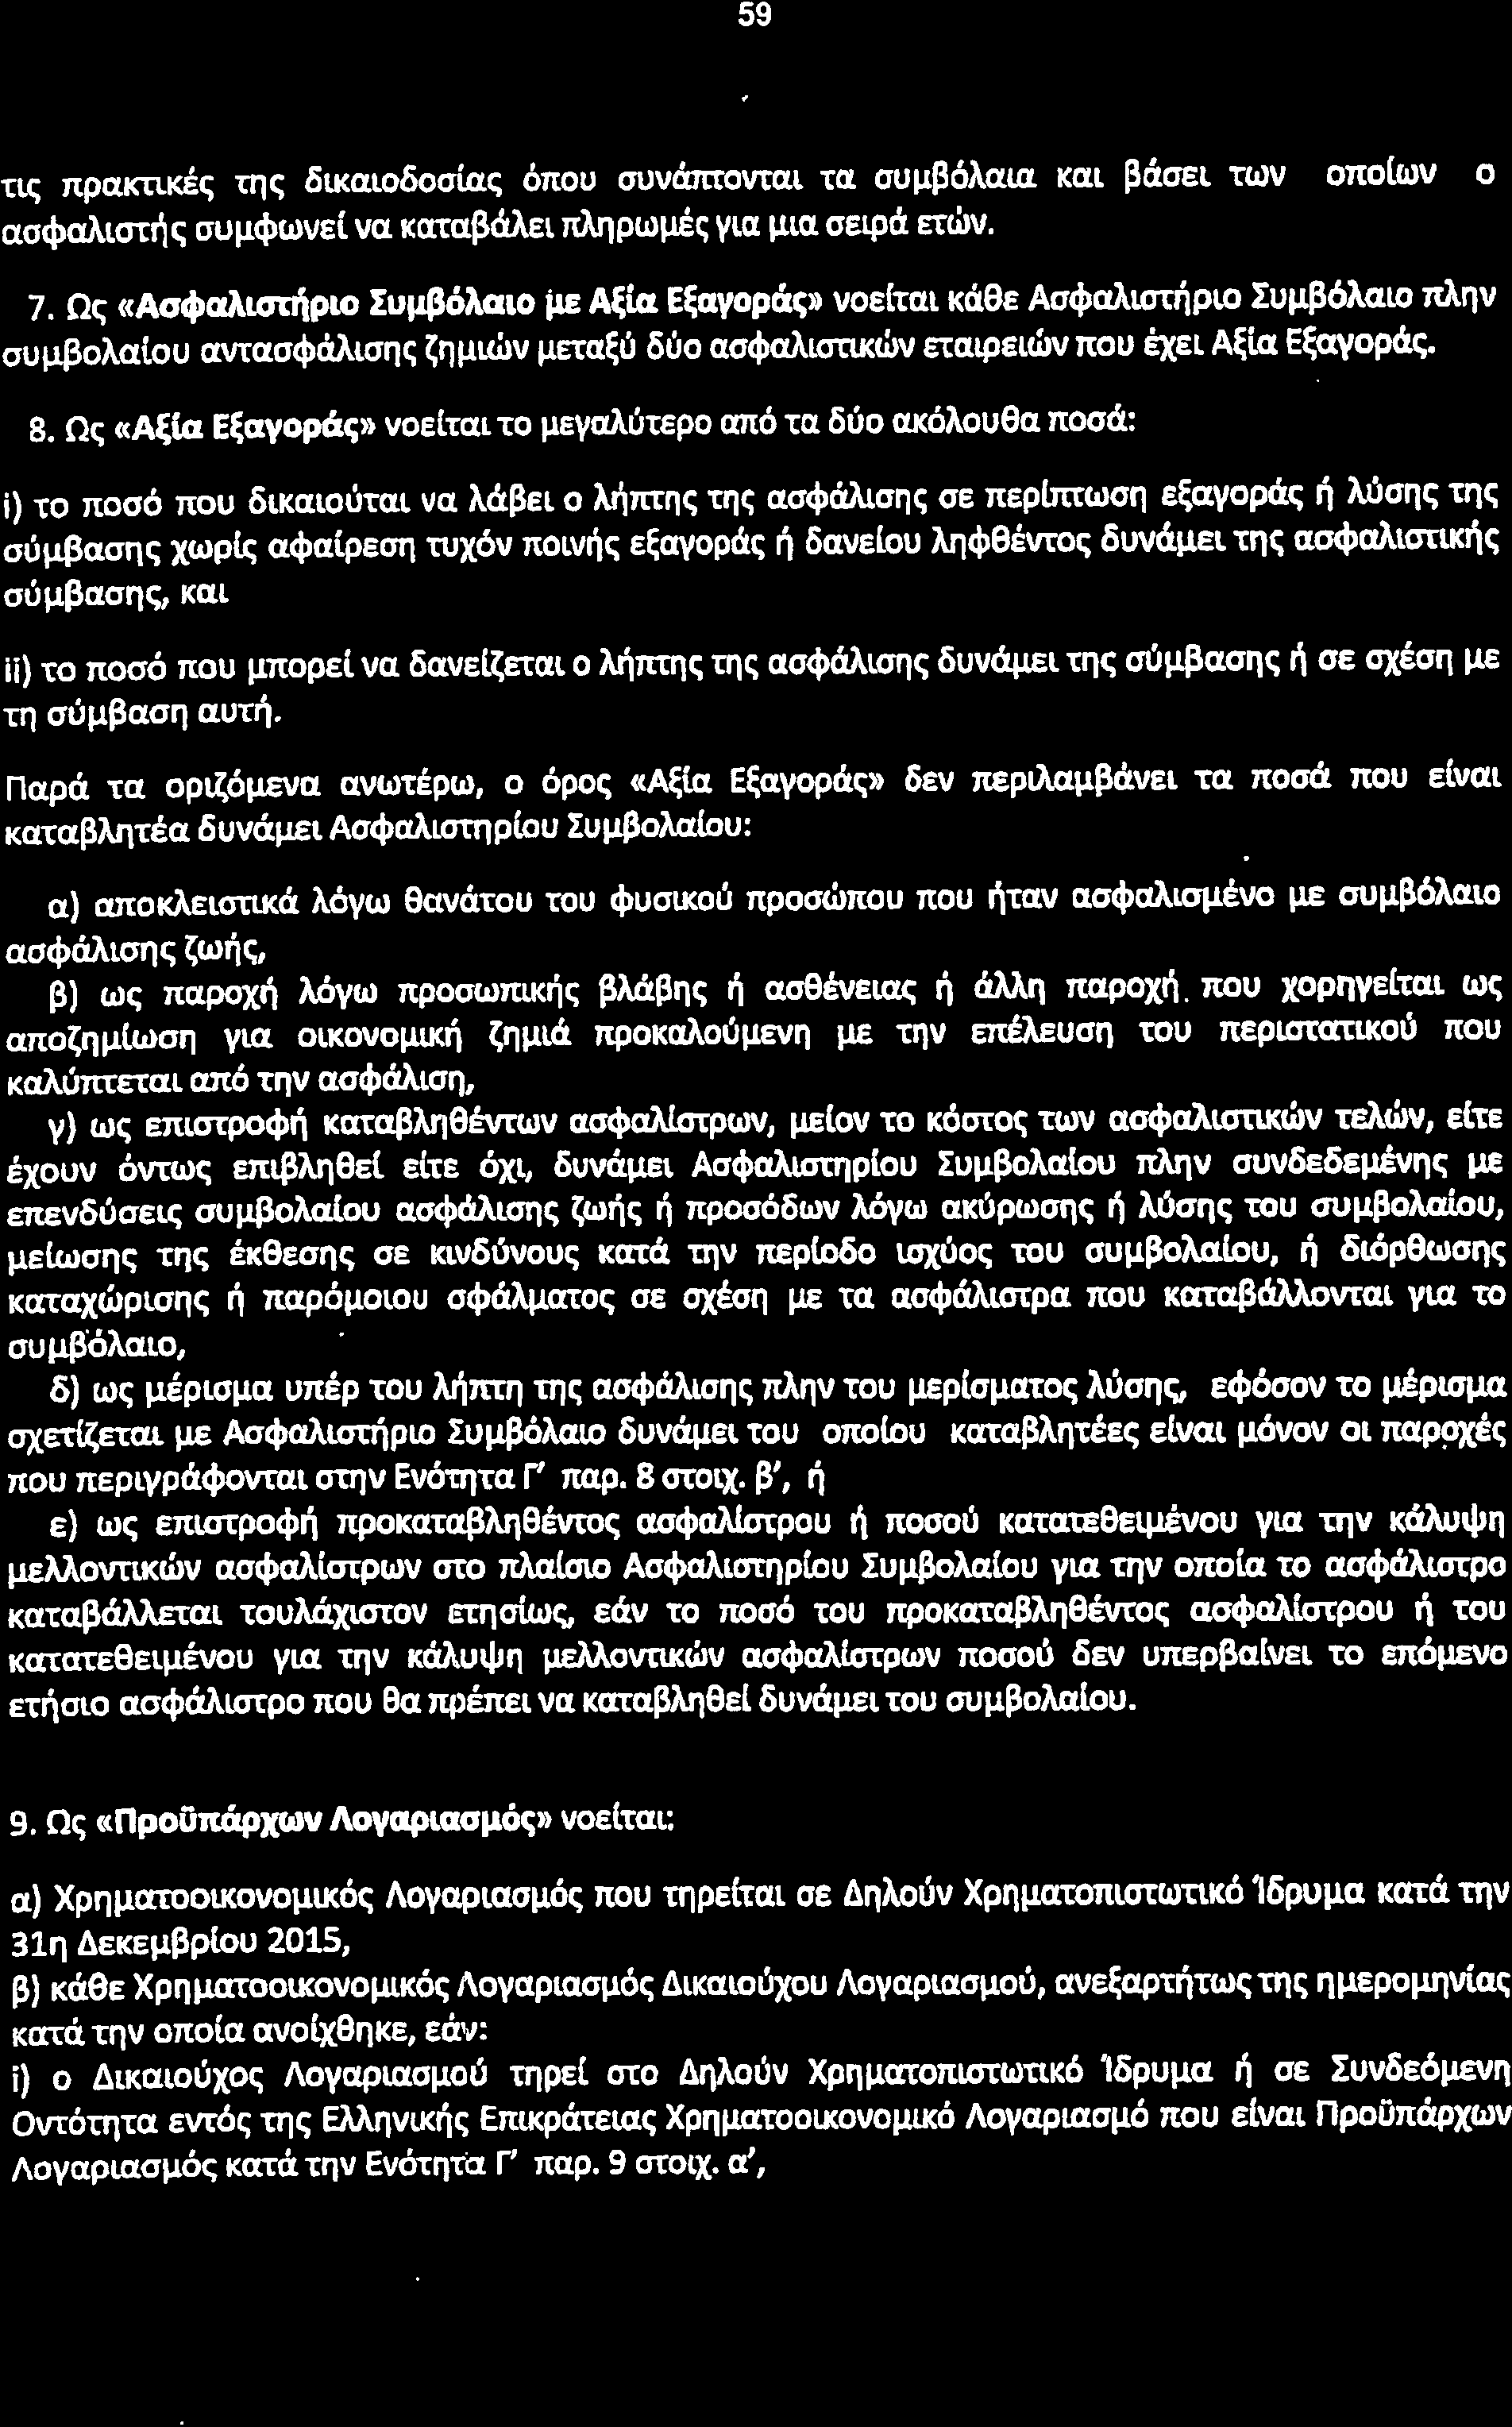 59
τις πρακτικές της δικαιοδοσίας όπου συνάπτονται τα συμβόλαια και βάσει των οποίων ο
ασφαλιστής συμφωνεί να καταβάλει πληρωμές για μια σειρά ετών.
7. Ως «Ασφαλιστήριο Συμβόλαιο με Αξία Εξαγοράς» νοείται κάθε Ασφαλιστήριο Συμβόλαιο πλην
συμβολαίου αντασφάλισης ζημιών μεταξύ δύο ασφαλιστικών εταιρειών που έχει Αξία Εξαγοράς.
8. Ως «Αξία Εξαγοράς» νοείται το μεγαλύτερο από τα δύο ακόλουθα ποσά:
i) το ποσό που δικαιούται να λάβει ο λήπτης της ασφάλισης σε περίπτωση εξαγοράς ή λύσης της
σύμβασης χωρίς αφαίρεση τυχόν ποινής εξαγοράς ή δανείου ληφθέντος δυνάμει της ασφαλιστικής
σύμβασης, και
ii) το ποσό που μπορεί να δανείζεται ο λήπτης της ασφάλισης δυνάμει της σύμβασης ή σε σχέση με
τη σύμβαση αυτή.
Παρά τα οριζόμενα ανωτέρω, ο όρος «Αξία Εξαγοράς» δεν περιλαμβάνει τα ποσά που είναι
καταβλητέα δυνάμει Ασφαλιστηρίου Συμβολαίου:
α) αποκλειστικά λόγω θανάτου του φυσικού προσώπου που ήταν ασφαλισμένο με συμβόλαιο
ασφάλισης ζωής,
β) ως παροχή λόγω προσωπικής βλάβης ή ασθένειας ή άλλη παροχή. που χορηγείται ως
αποζημίωση για οικονομική ζημιά προκαλούμενη με την επέλευση του περιστατικού που
καλύπτεται από την ασφάλιση,
γ) ως επιστροφή καταβληθέντων ασφαλίστρων, μείον το κόστος των ασφαλιστικών τελών, είτε
έχουν όντως επιβληθεί είτε όχι, δυνάμει Ασφαλιστηρίου Συμβολαίου πλην συνδεδεμένης με
επενδύσεις συμβολαίου ασφάλισης ζωής ή προσόδων λόγω ακύρωσης ή λύσης του συμβολαίου,
μείωσης της έκθεσης σε κινδύνους κατά την περίοδο ισχύος του συμβολαίου, ή διόρθωσης
καταχώρισης ή παρόμοιου σφάλματος σε σχέση με τα ασφάλιστρα που καταβάλλονται για το
συμβόλαιο,
δ) ως μέρισμα υπέρ του λήπτη της ασφάλισης πλην του μερίσματος λύσης, εφόσον το μέρισμα
σχετίζεται με Ασφαλιστήριο Συμβόλαιο δυνάμει του οποίου καταβλητέες είναι μόνον οι παροχές
που περιγράφονται στην Ενότητα Γ' παρ. 8 στοιχ. β', ή
ε) ως επιστροφή προκαταβληθέντος ασφαλίστρου ή ποσού κατατεθειμένου για την κάλυψη
μελλοντικών ασφαλίστρων στο πλαίσιο Ασφαλιστηρίου Συμβολαίου για την οποία το ασφάλιστρο
καταβάλλεται τουλάχιστον ετησίως, εάν το ποσό του προκαταβληθέντος ασφαλίστρου ή του
κατατεθειμένου για την κάλυψη μελλοντικών ασφαλίστρων ποσού δεν υπερβαίνει το επόμενο
ετήσιο ασφάλιστρο που θα πρέπει να καταβληθεί δυνάμει του συμβολαίου.
9. Ως «Προϋπάρχων Λογαριασμός» νοείται:
α) Χρηματοοικονομικός Λογαριασμός που τηρείται σε Δηλούν Χρηματοπιστωτικό Ίδρυμα κατά την
31η Δεκεμβρίου 2015,
β) κάθε Χρηματοοικονομικός Λογαριασμός Δικαιούχου Λογαριασμού, ανεξαρτήτως της ημερομηνίας
κατά την οποία ανοίχθηκε, εάν:
i) ο Δικαιούχος Λογαριασμού τηρεί στο Δηλούν Χρηματοπιστωτικό Ίδρυμα ή σε Συνδεόμενη
Οντότητα εντός της Ελληνικής Επικράτειας Χρηματοοικονομικό Λογαριασμό που είναι Προϋπάρχων
Λογαριασμός κατά την Ενότητα Γ' παρ. 9 στοιχ. α',